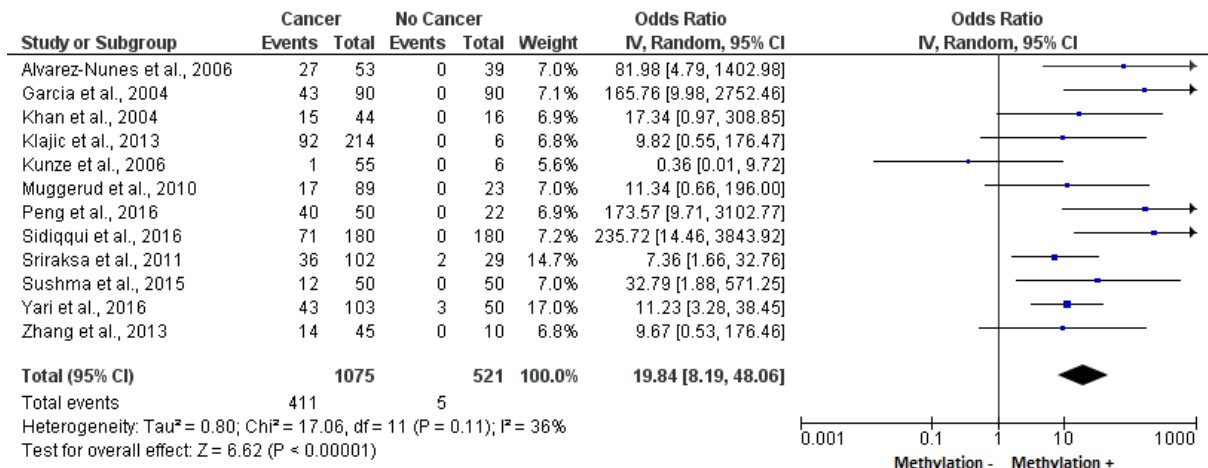 Cancer No Cancer Odds Ratio Odds Ratio
Study or Subgroup Events Total Events Total Weight IV, Random, 95% CI IV, Random, 95% CI
Alvarez-Nunes et al., 2006 27 53 0 39 7.0% 81.98 [4.79, 1402.98]
Garcia et al., 2004 43 90 0 90 7.1% 165.76 [9.98, 2752.46]
Khan et al., 2004 15 44 0 16 6.9% 17.34 [0.97, 308.85]
Klajic et al., 2013 92 214 0 6 6.8% 9.82 [0.55, 176.47]
Kunze et al., 2006 1 55 0 6 5.6% 0.36 [0.01, 9.72]
Muggerud et al., 2010 17 89 0 23 7.0% 11.34 [0.66, 196.00]
Peng et al., 2016 40 50 0 22 6.9% 173.57 [9.71, 3102.77]
Sidiqqui et al., 2016 71 180 0 180 7.2% 235.72 [14.46, 3843.92]
Sriraksa et al., 2011 36 102 2 29 14.7% 7.36 [1.66, 32.76]
Sushma et al., 2015 12 50 0 50 7.0% 32.79 [1.88, 571.25]
Yari et al., 2016 43 103 3 50 17.0% 11.23 [3.28, 38.45]
Zhang et al., 2013 14 45 0 10 6.8% 9.67 [0.53, 176.46]
Total (95% CI) 1075 521 100.0% 19.84 [8.19, 48.06]
Total events 411 5
Heterogeneity: Tau² = 0.80; Chi² = 17.06, df = 11 (P = 0.11); I² = 36%
Test for overall effect: Z = 6.62 (P < 0.00001)
0.001 0.1 1 10 1000
Methylation - Methylation +